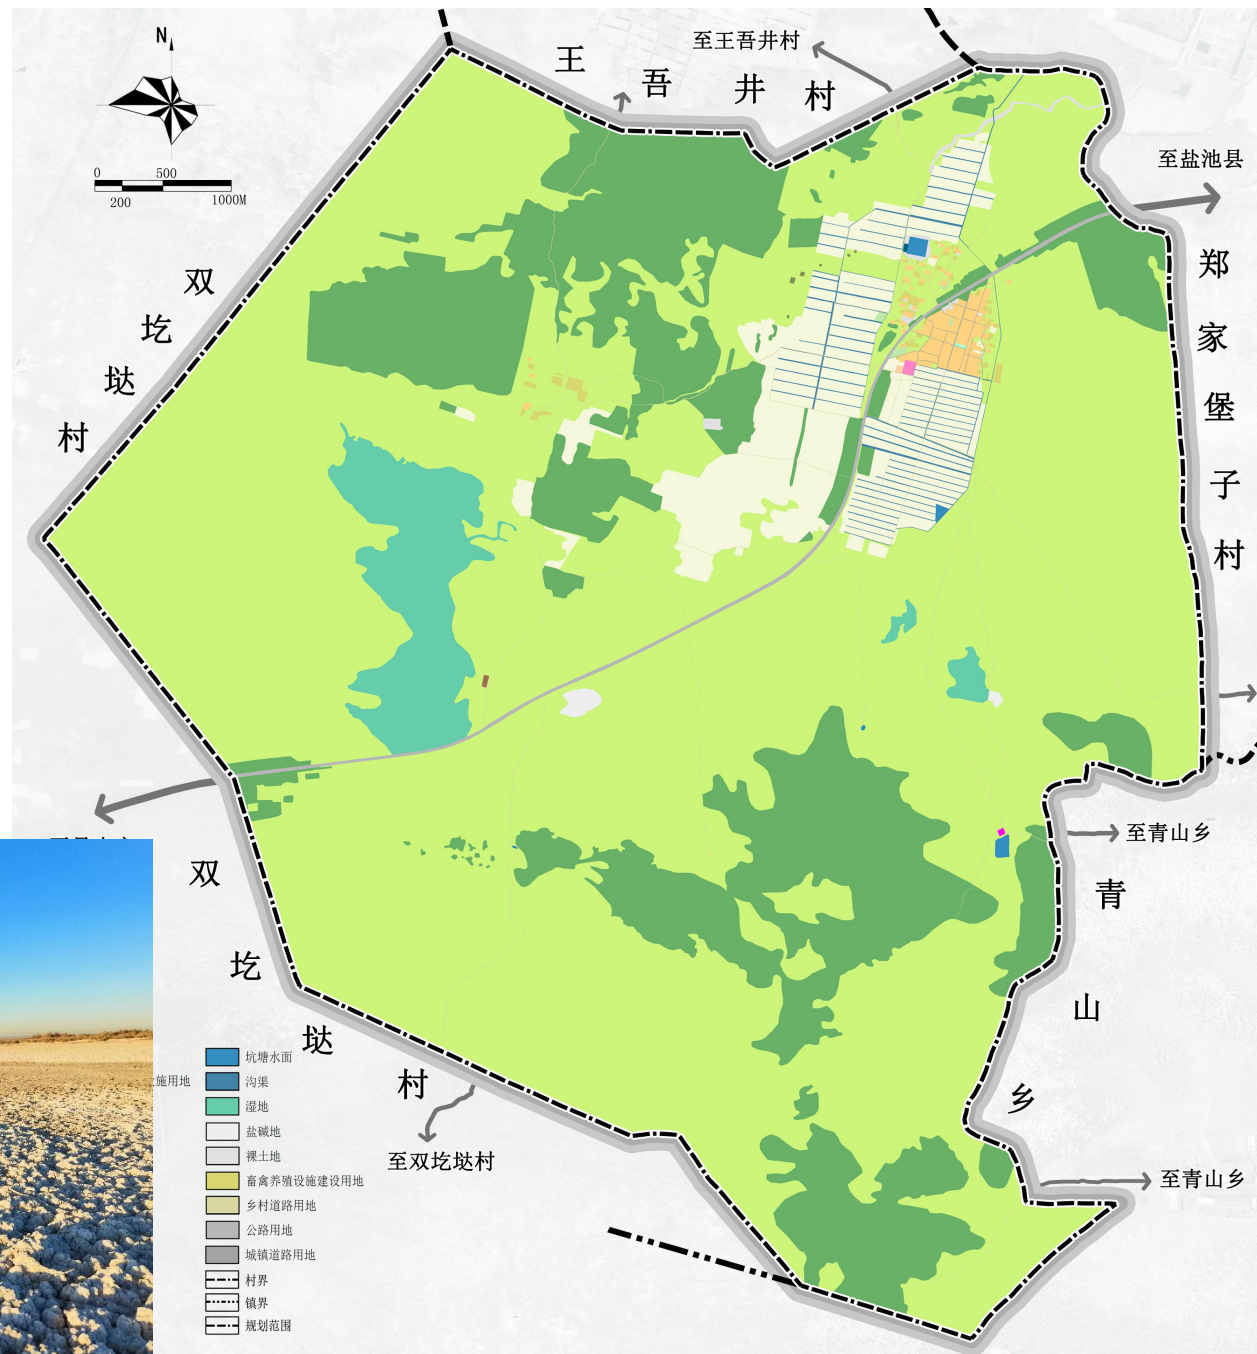 N
0 500
200 1000M
王吾井村
至王吾井村
至盐池县
双圪垯村
郑家堡子村
至青山乡
青山乡
双圪垯村
至双圪垯村
至青山乡
坑塘水面
施用地
沟渠
湿地
盐碱地
裸土地
畜禽养殖设施建设用地
乡村道路用地
公路用地
城镇道路用地
村界
镇界
规划范围